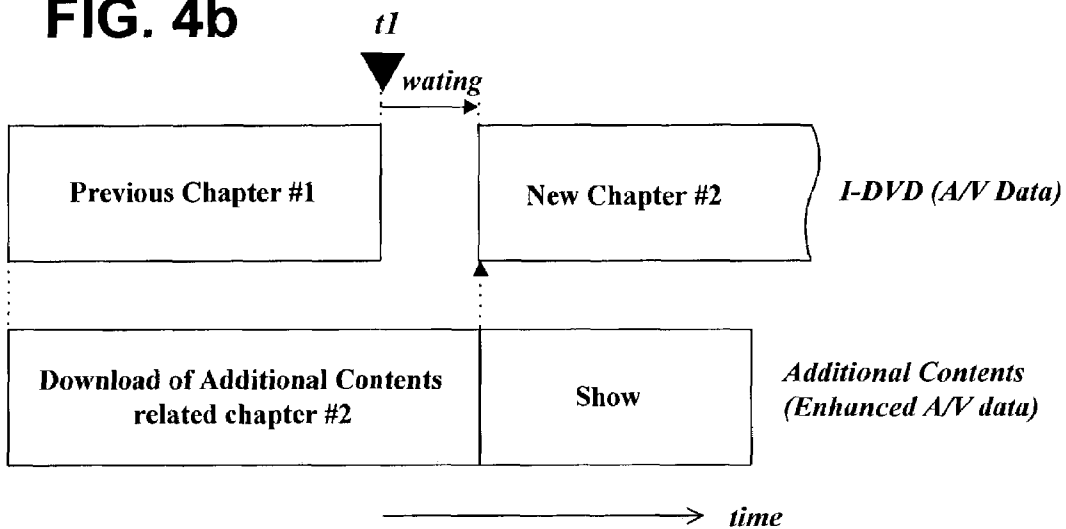 FIG. 4b
t1
wating
Previous Chapter #1
New Chapter #2
I-DVD (A/V Data)
Download of Additional Contents
related chapter #2
Show
Additional Contents
(Enhanced A/V data)
time